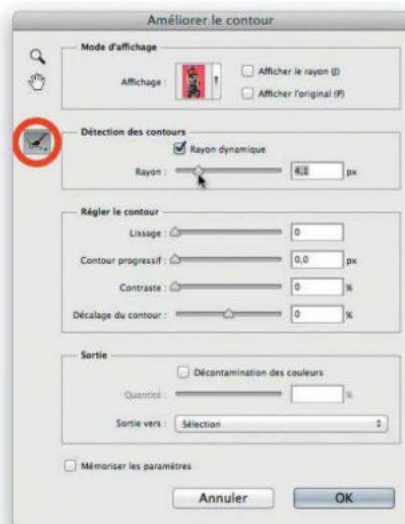 Améliorer le contour
Mode d'affichage
Affichage :
Afficher le rayon (J)
Afficher l'original (P)
Détection des contours
Rayon dynamique
Rayon : 4,1 px
Régler le contour
Lissage : 0
Contour progressif : 0,0 px
Contraste : 0 %
Décalage du contour : 0 %
Sortie
Décontamination des couleurs
Quantité : %
Sortie vers : Sélection
Mémoriser les paramètres
Annuler OK